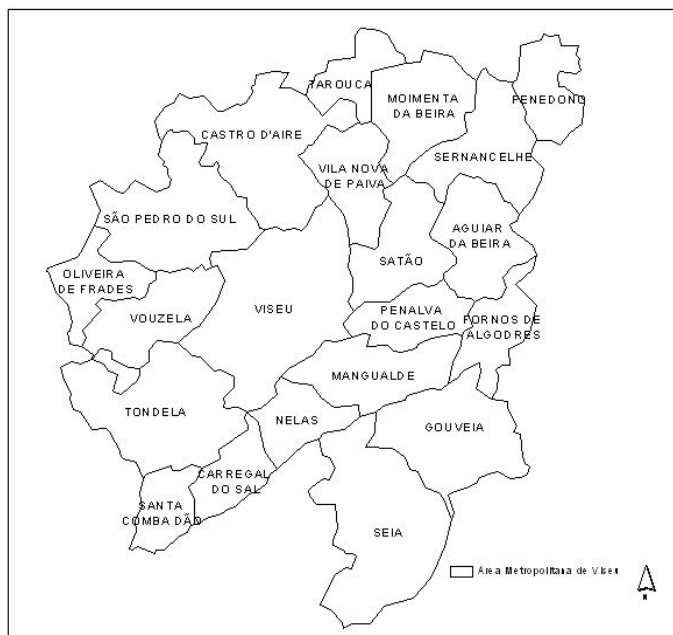 TAROUCA
MOIMENTA
DA BEIRA
PENEDONO
CASTRO D'AIRE
VILA NOVA
DE PAIVA
SERNANCELHE
SÃO PEDRO DO SUL
AGUIAR
DA BEIRA
SATÃO
OLIVEIRA
DE FRADES
VOUZELA
VISEU
PENALVA
DO CASTELO
FORNOS DE
ALGODRES
MANGUALDE
TONDELA
NELAS
GOUVEIA
CARREGAL
DO SAL
SANTA
COMBA DÃO
SEIA
Area Metropolitana de Viseu
N